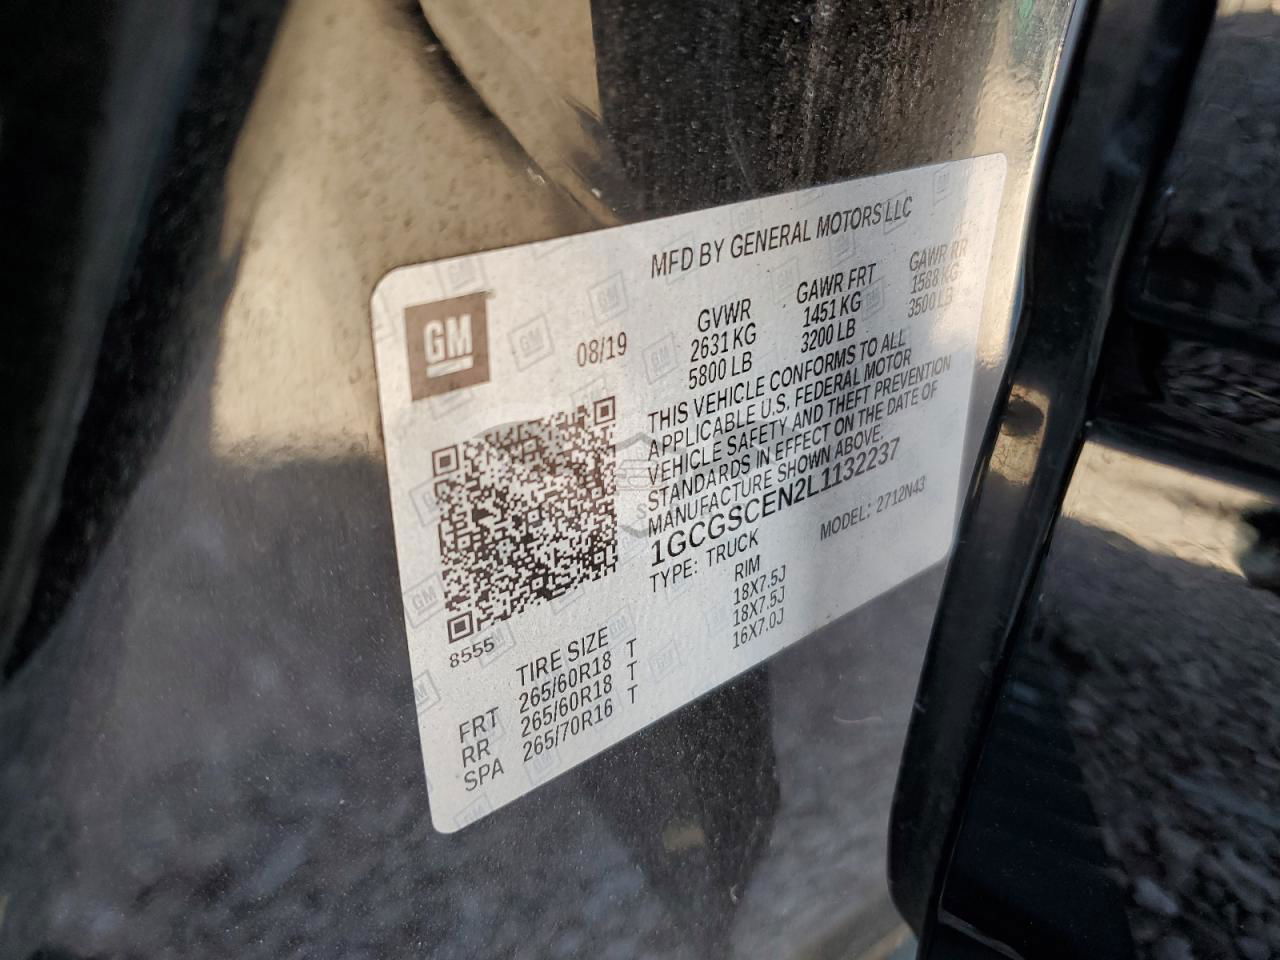 MFD BY GENERAL MOTORS LLC
GM
08/19
GVWR GAWR FRT GAWR RR
2631 KG 1451 KG 1588 KG
5800 LB 3200 LB 3500 LB
THIS VEHICLE CONFORMS TO ALL
APPLICABLE U.S. FEDERAL MOTOR
VEHICLE SAFETY AND THEFT PREVENTION
STANDARDS IN EFFECT ON THE DATE OF
MANUFACTURE SHOWN ABOVE.
1GCGSCEN2L1132237
TYPE: TRUCK MODEL: 2712N43
8555
TIRE SIZE RIM
FRT 265/60R18 T 18X7.5J
RR 265/60R18 T 18X7.5J
SPA 265/70R16 T 16X7.0J